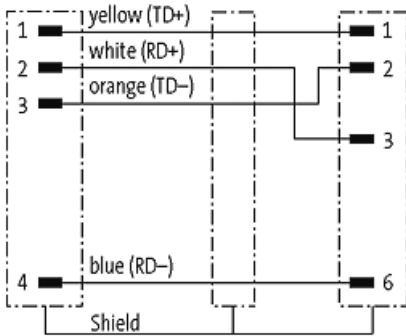 yellow (TD+)
1 1
white (RD+)
2 2
orange (TD–)
3
3
blue (RD–)
4 6
Shield